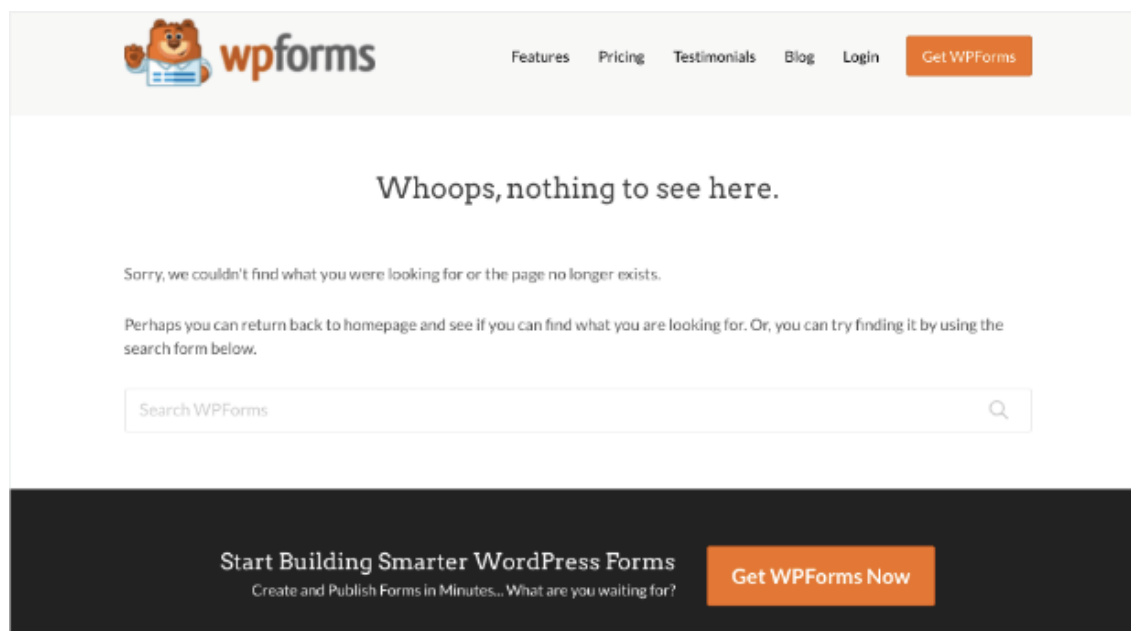 wpforms
Features Pricing Testimonials Blog Login Get WPForms
Whoops, nothing to see here.
Sorry, we couldn't find what you were looking for or the page no longer exists.
Perhaps you can return back to homepage and see if you can find what you are looking for. Or, you can try finding it by using the
search form below.
Search WPForms
Start Building Smarter WordPress Forms
Create and Publish Forms in Minutes... What are you waiting for?
Get WPForms Now